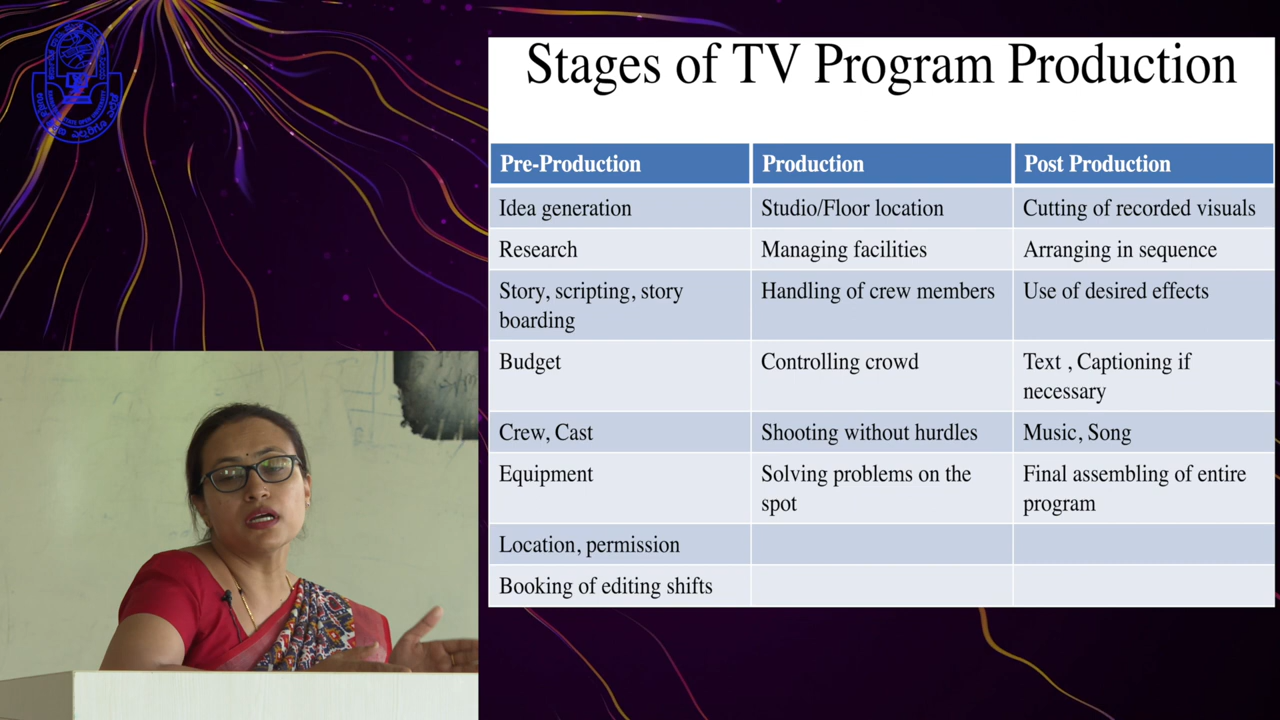 Stages of TV Program Production
Pre-Production
Production
Post Production
Idea generation
Studio/Floor location
Cutting of recorded visuals
Research
Managing facilities
Arranging in sequence
Story, scripting, story
boarding
Handling of crew members
Use of desired effects
Budget
Controlling crowd
Text , Captioning if
necessary
Crew, Cast
Shooting without hurdles
Music, Song
Equipment
Solving problems on the
spot
Final assembling of entire
program
Location, permission
Booking of editing shifts